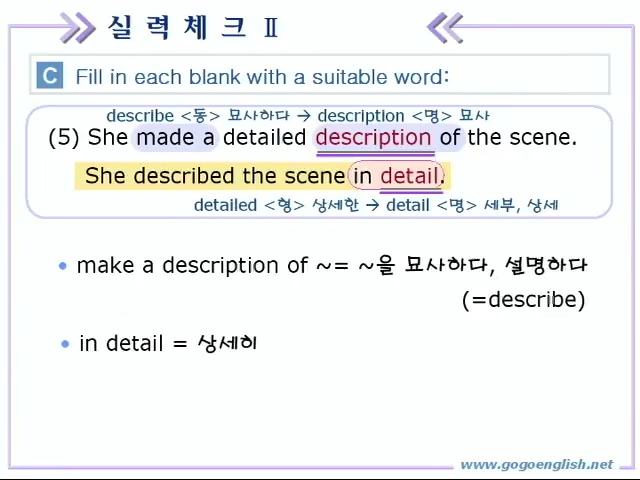 실 력 체 크 Ⅱ
C Fill in each blank with a suitable word:
describe <동> 묘사하다 → description <명> 묘사
(5) She made a detailed description of the scene.
She described the scene in detail.
detailed <형> 상세한 → detail <명> 세부, 상세
• make a description of ~= ~을 묘사하다, 설명하다
(=describe)
• in detail = 상세히
www.gogoenglish.net